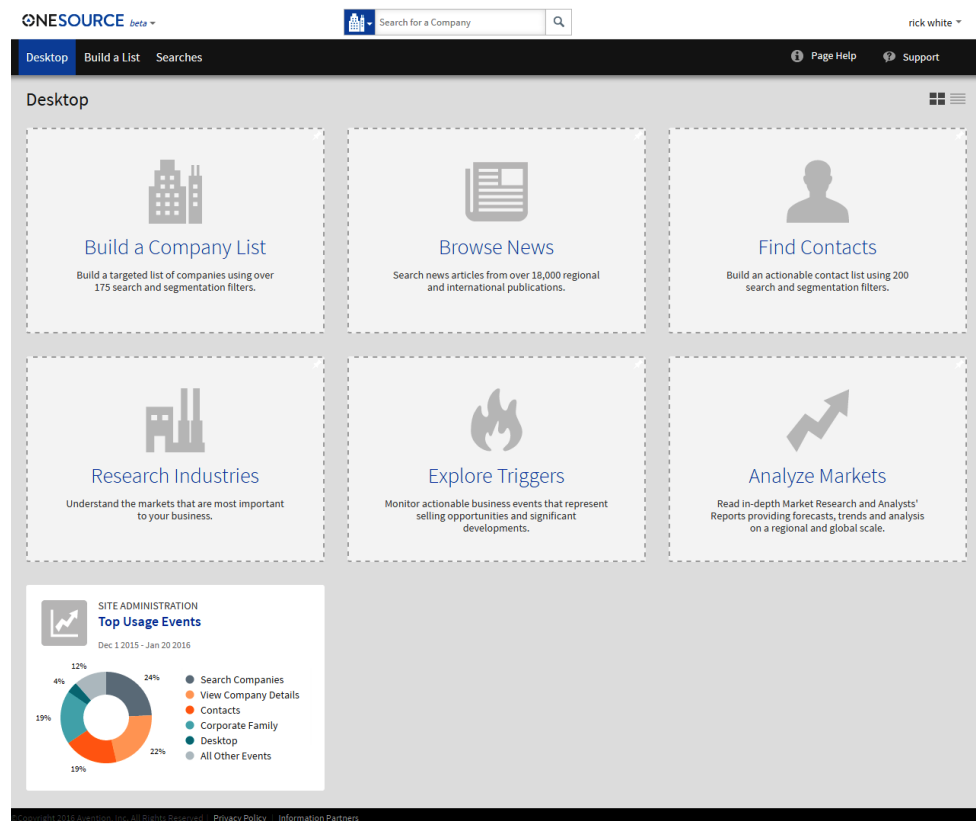 ONESOURCE beta
Search for a Company
rick white
Desktop Build a List Searches
Page Help Support
Desktop
Build a Company List
Build a targeted list of companies using over
175 search and segmentation filters.
Browse News
Search news articles from over 18,000 regional
and international publications.
Find Contacts
Build an actionable contact list using 200
search and segmentation filters.
Research Industries
Understand the markets that are most important
to your business.
Explore Triggers
Monitor actionable business events that represent
selling opportunities and significant
developments.
Analyze Markets
Read in-depth Market Research and Analysts'
Reports providing forecasts, trends and analysis
on a regional and global scale.
SITE ADMINISTRATION
Top Usage Events
Dec 1 2015 - Jan 20 2016
12%
24%
4%
19%
22%
19%
Search Companies
View Company Details
Contacts
Corporate Family
Desktop
All Other Events
©Copyright 2016 Avention, Inc. All Rights Reserved | Privacy Policy | Information Partners